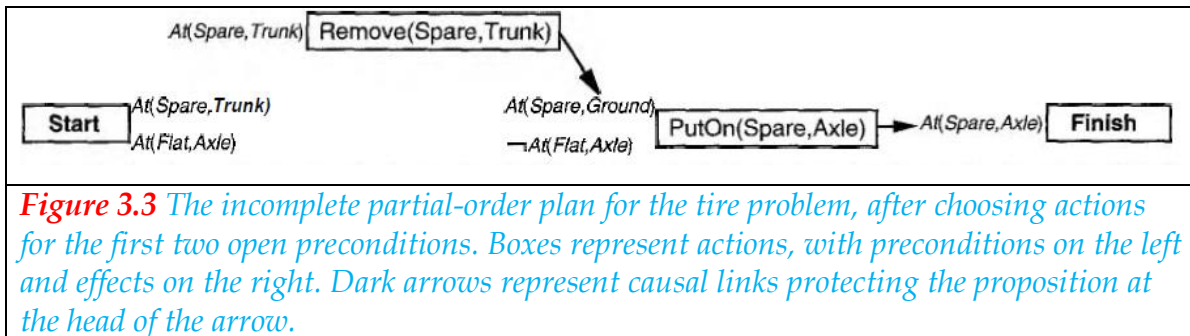 At(Spare,Trunk) Remove(Spare,Trunk)
At(Spare,Trunk) At(Spare,Ground)
Start PutOn(Spare,Axle) At(Spare,Axle) Finish
At(Flat,Axle) ¬At(Flat,Axle)
Figure 3.3 The incomplete partial-order plan for the tire problem, after choosing actions
for the first two open preconditions. Boxes represent actions, with preconditions on the left
and effects on the right. Dark arrows represent causal links protecting the proposition at
the head of the arrow.